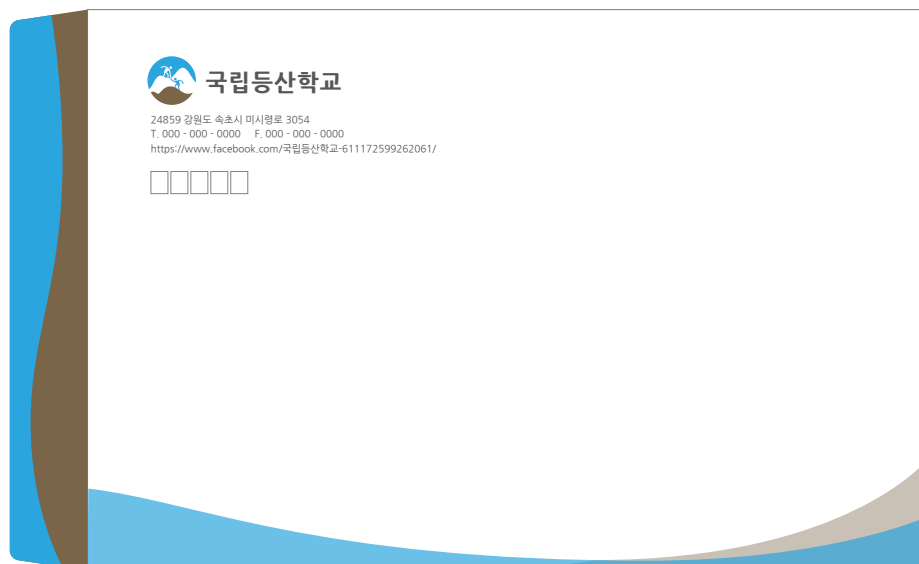 국립등산학교
24859 강원도 속초시 미시령로 3054
T. 000 - 000 - 0000 F. 000 - 000 - 0000
https://www.facebook.com/국립등산학교-611172599262061/